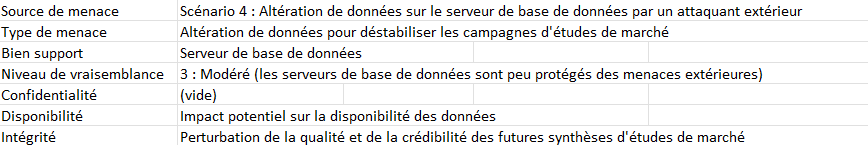 Source de menace Scénario 4 : Altération de données sur le serveur de base de données par un attaquant extérieur
Type de menace Altération de données pour déstabiliser les campagnes d'études de marché
Bien support Serveur de base de données
Niveau de vraisemblance 3 : Modéré (les serveurs de base de données sont peu protégés des menaces extérieures)
Confidentialité (vide)
Disponibilité Impact potentiel sur la disponibilité des données
Intégrité Perturbation de la qualité et de la crédibilité des futures synthèses d'études de marché